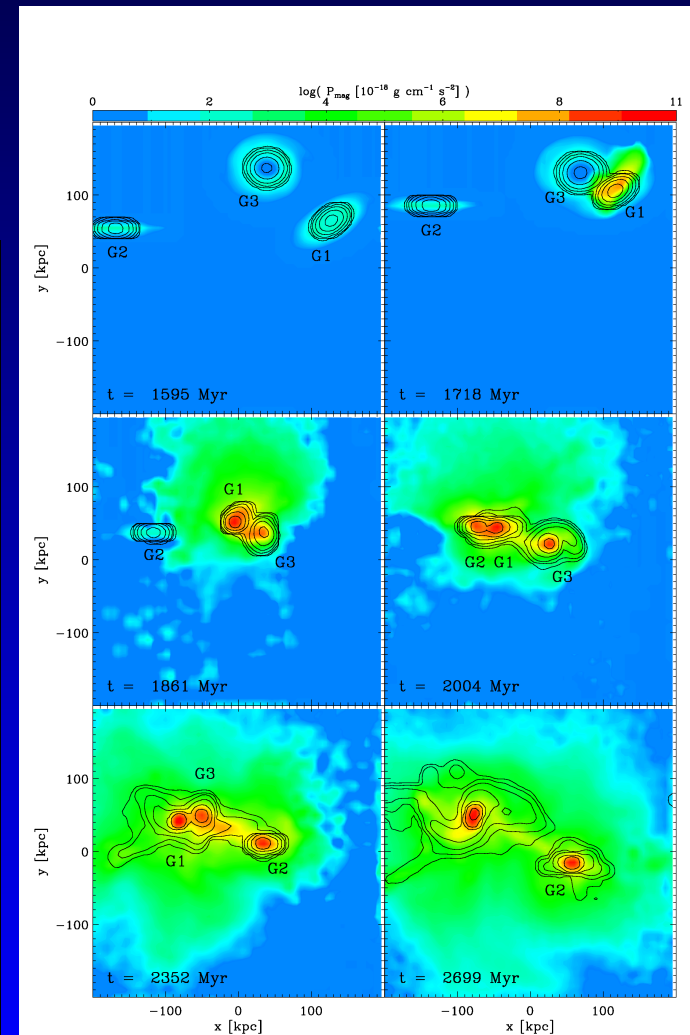 log( P_mag [10^-18 g cm^-1 s^-2] )
0 2 4 6 8 11
y [kpc]
100
0
-100
G3
G2
G1
t = 1595 Myr
G3
G1
G2
t = 1718 Myr
y [kpc]
100
0
-100
G1
G2
G3
t = 1861 Myr
G2 G1
G3
t = 2004 Myr
y [kpc]
100
0
-100
G3
G1
G2
t = 2352 Myr
G2
t = 2699 Myr
-100 0 100
x [kpc]
-100 0 100
x [kpc]